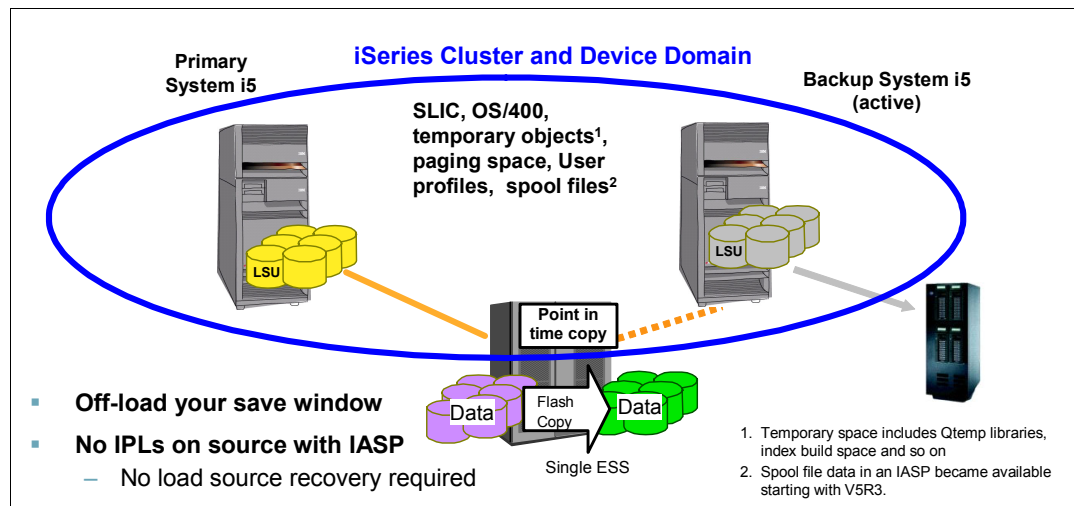 iSeries Cluster and Device Domain
Primary
System i5
Backup System i5
(active)
SLIC, OS/400,
temporary objects1,
paging space, User
profiles, spool files2
LSU
LSU
Point in
time copy
Data
Flash
Copy
Data
Single ESS
▪ Off-load your save window
▪ No IPLs on source with IASP
– No load source recovery required
1. Temporary space includes Qtemp libraries,
index build space and so on
2. Spool file data in an IASP became available
starting with V5R3.